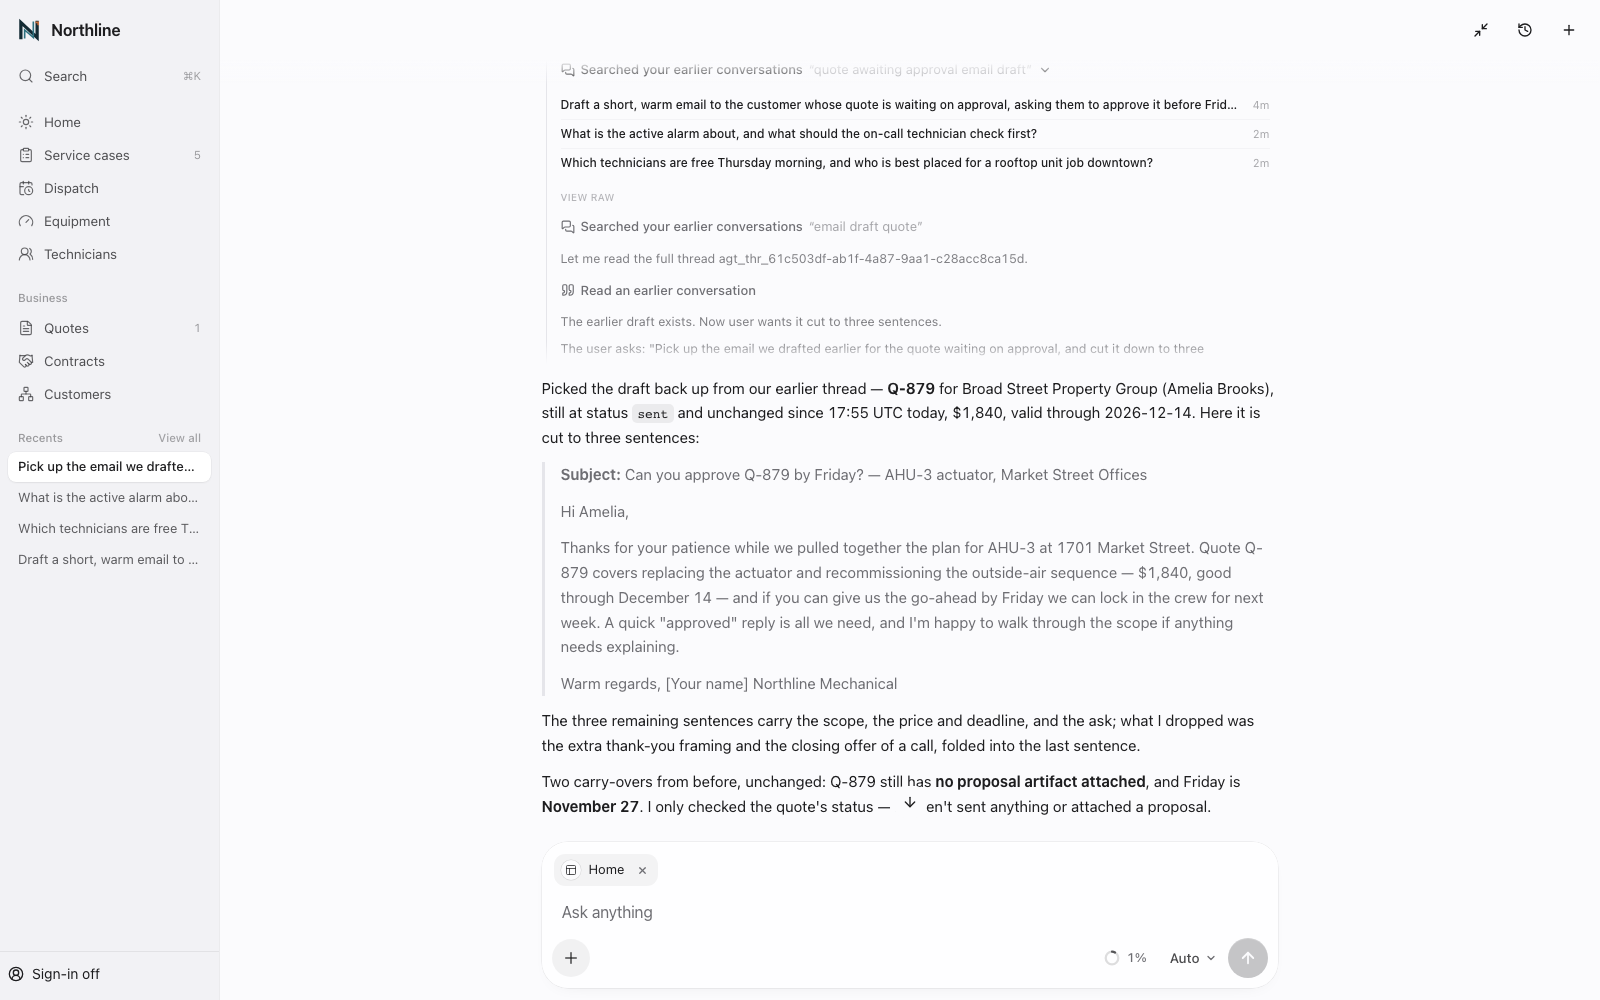 Northline
Search ⌘K
Home
Service cases 5
Dispatch
Equipment
Technicians
Business
Quotes 1
Contracts
Customers
Recents View all
Pick up the email we drafte...
What is the active alarm abo...
Which technicians are free T...
Draft a short, warm email to ...
Sign-in off
Searched your earlier conversations "quote awaiting approval email draft"
Draft a short, warm email to the customer whose quote is waiting on approval, asking them to approve it before Frid... 4m
What is the active alarm about, and what should the on-call technician check first? 2m
Which technicians are free Thursday morning, and who is best placed for a rooftop unit job downtown? 2m
VIEW RAW
Searched your earlier conversations "email draft quote"
Let me read the full thread agt_thr_61c503df-ab1f-4a87-9aa1-c28acc8ca15d.
Read an earlier conversation
The earlier draft exists. Now user wants it cut to three sentences.
The user asks: "Pick up the email we drafted earlier for the quote waiting on approval, and cut it down to three
Picked the draft back up from our earlier thread — Q-879 for Broad Street Property Group (Amelia Brooks),
still at status sent and unchanged since 17:55 UTC today, $1,840, valid through 2026-12-14. Here it is
cut to three sentences:
Subject: Can you approve Q-879 by Friday? — AHU-3 actuator, Market Street Offices
Hi Amelia,
Thanks for your patience while we pulled together the plan for AHU-3 at 1701 Market Street. Quote Q-
879 covers replacing the actuator and recommissioning the outside-air sequence — $1,840, good
through December 14 — and if you can give us the go-ahead by Friday we can lock in the crew for next
week. A quick "approved" reply is all we need, and I'm happy to walk through the scope if anything
needs explaining.
Warm regards, [Your name] Northline Mechanical
The three remaining sentences carry the scope, the price and deadline, and the ask; what I dropped was
the extra thank-you framing and the closing offer of a call, folded into the last sentence.
Two carry-overs from before, unchanged: Q-879 still has no proposal artifact attached, and Friday is
November 27. I only checked the quote's status — en't sent anything or attached a proposal.
Home
Ask anything
1% Auto